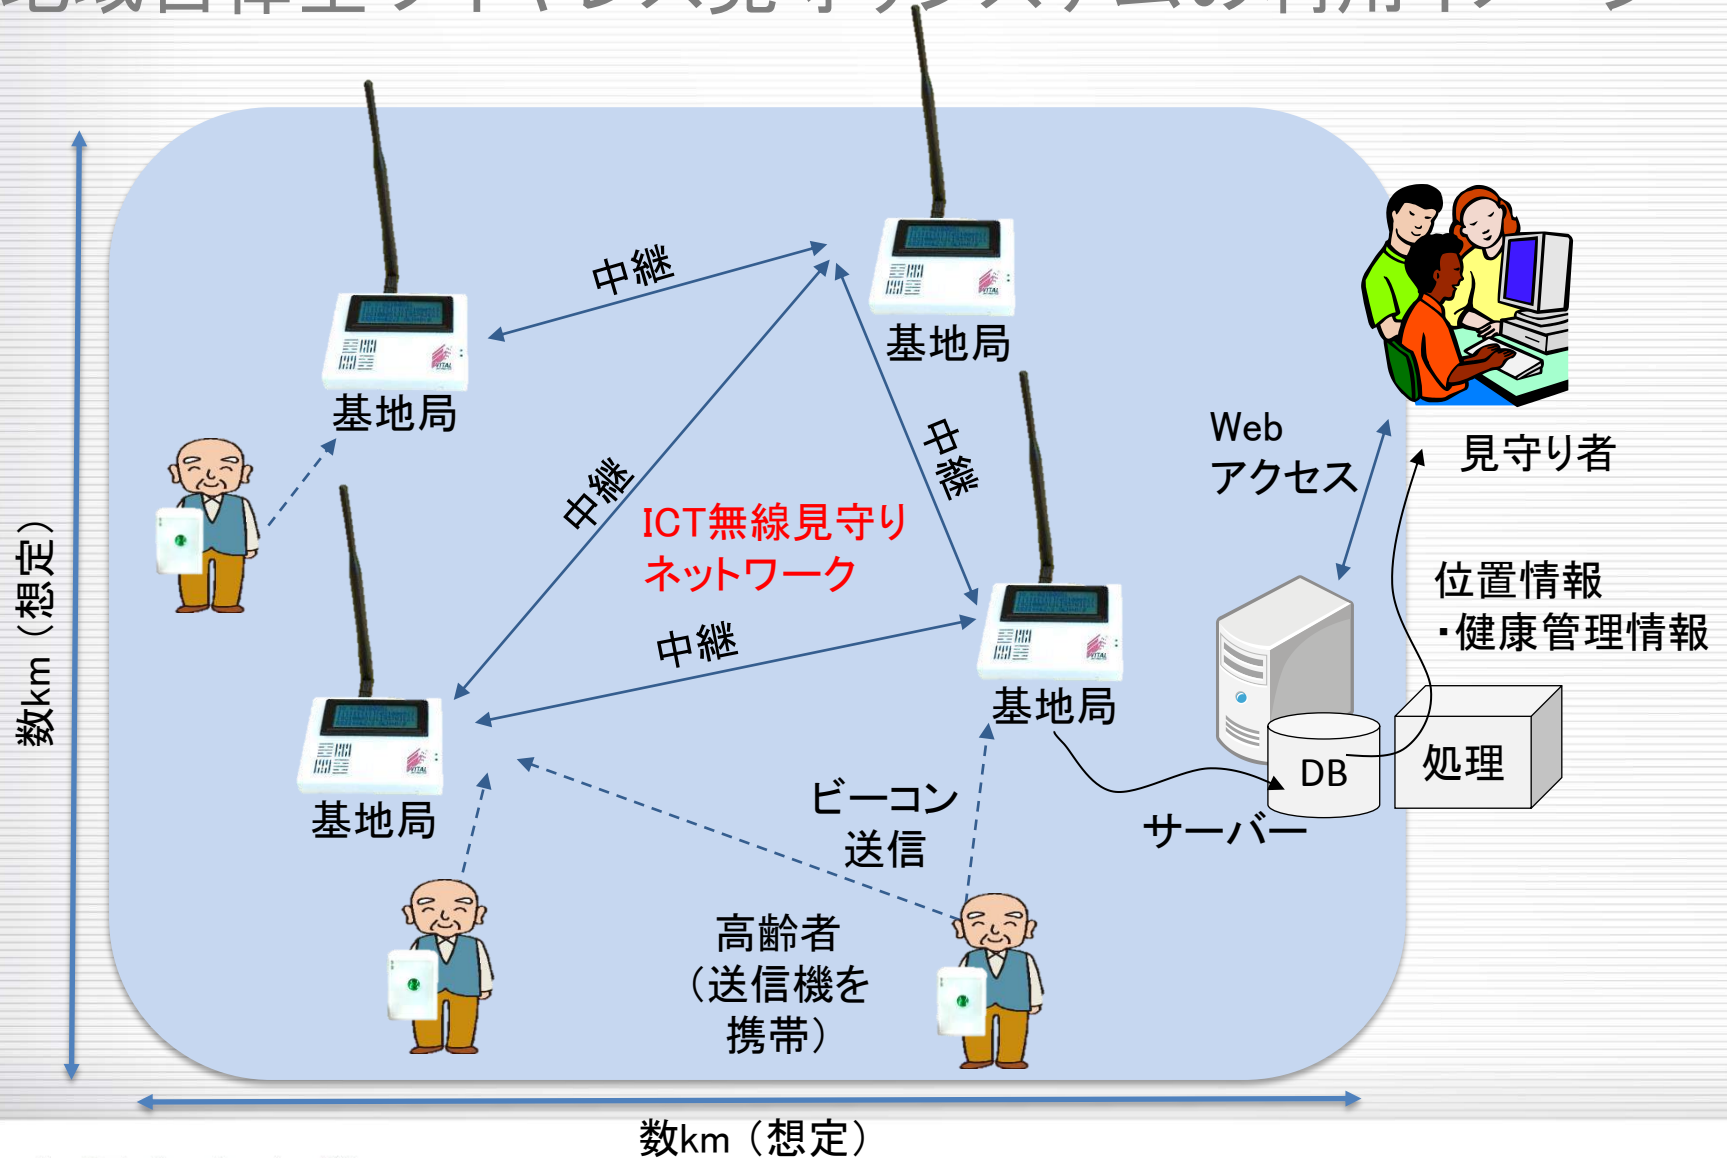 中継
基地局
基地局
中継
中継
Web
アクセス
見守り者
ICT無線見守り
ネットワーク
位置情報
・健康管理情報
中継
基地局
基地局
DB
処理
サーバー
ビーコン
送信
高齢者
（送信機を
携帯）
数km（想定）
数km（想定）
VITAL
VITAL
VITAL
VITAL